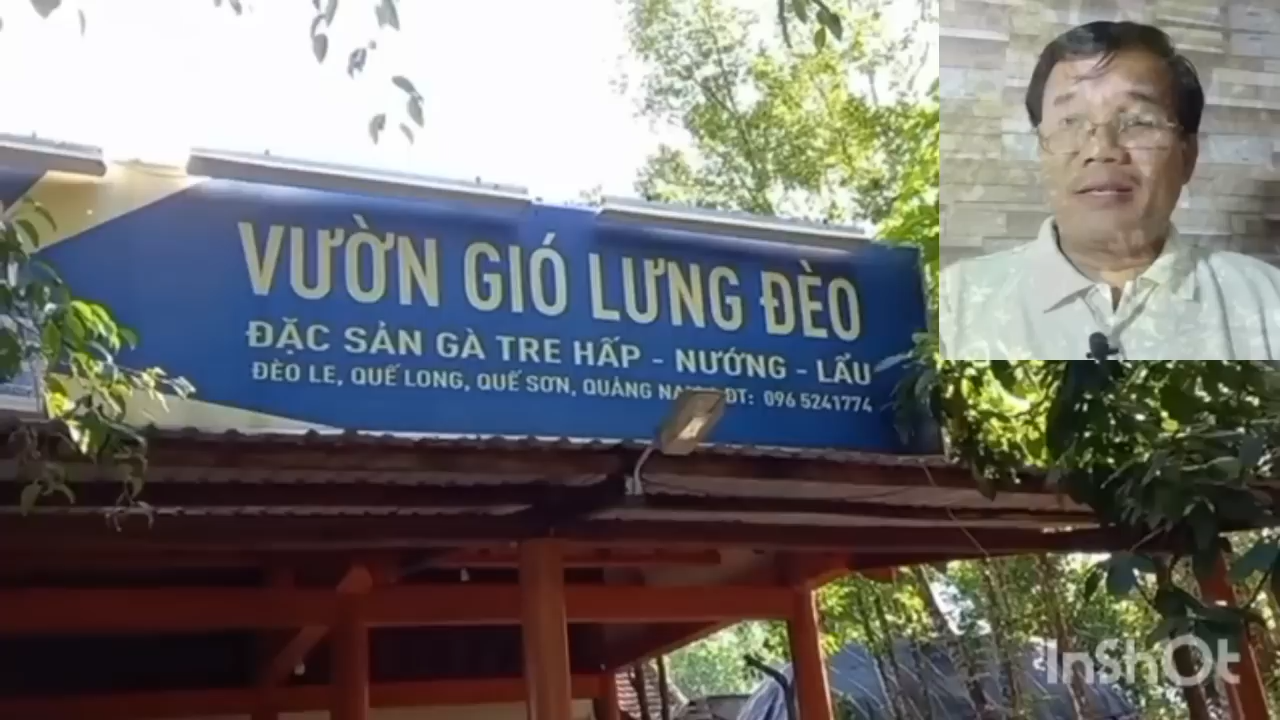 VƯỜN GIÓ LƯNG ĐÈO
ĐẶC SẢN GÀ TRE HẤP - NƯỚNG - LẨU
ĐÈO LE, QUẾ LONG, QUẾ SƠN, QUẢNG ĐT: 096 5241774
InShOt